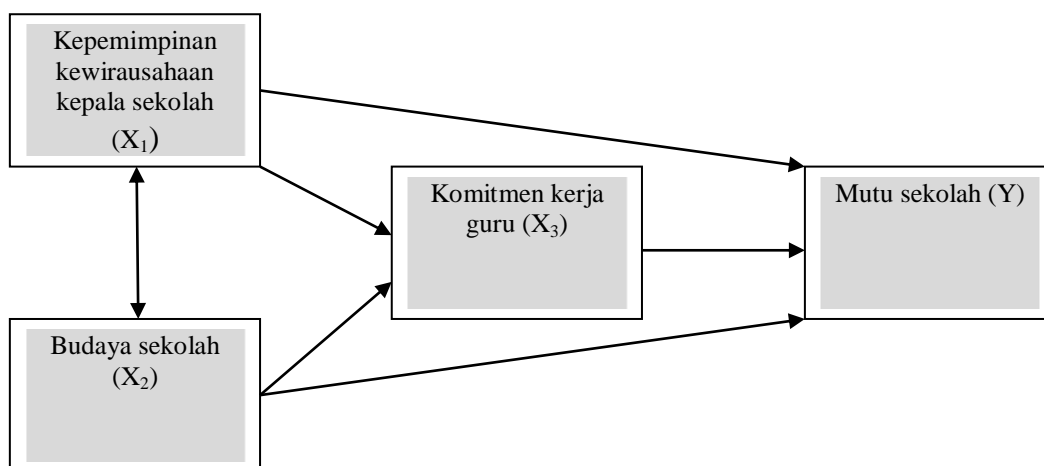 Kepemimpinan
kewirausahaan
kepala sekolah
(X₁)
Komitmen kerja
guru (X₃)
Mutu sekolah (Y)
Budaya sekolah
(X₂)